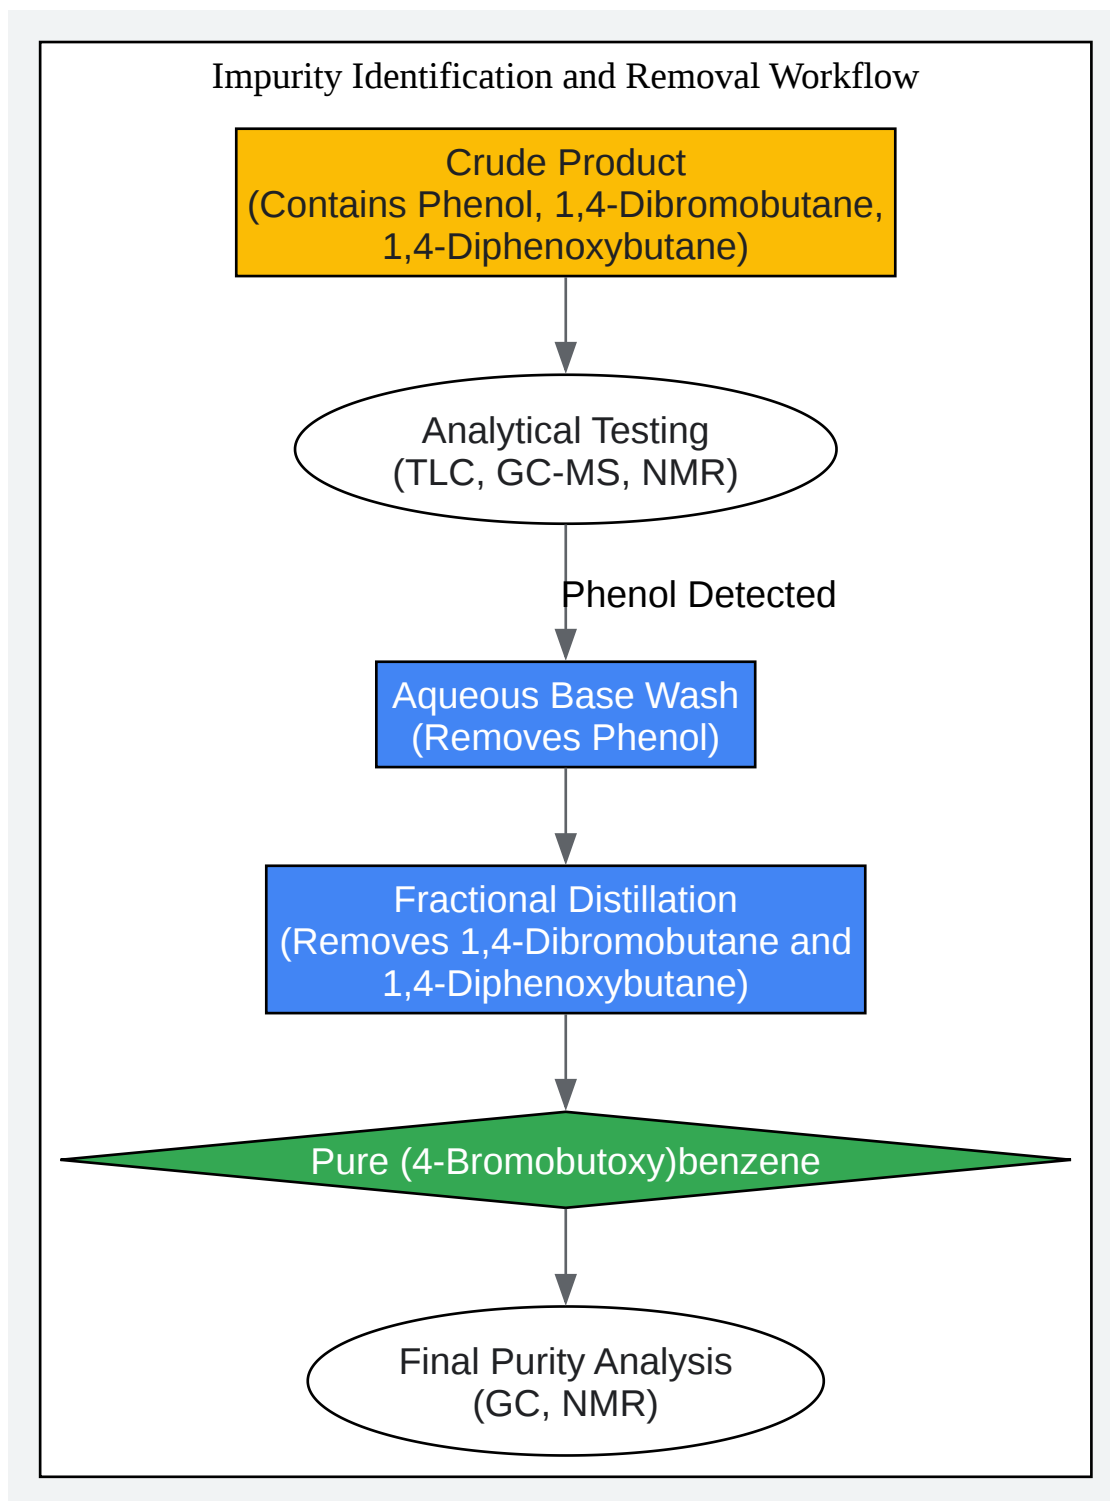 Impurity Identification and Removal Workflow
Crude Product
(Contains Phenol, 1,4-Dibromobutane,
1,4-Diphenoxybutane)
Analytical Testing
(TLC, GC-MS, NMR)
Phenol Detected
Aqueous Base Wash
(Removes Phenol)
Fractional Distillation
(Removes 1,4-Dibromobutane and
1,4-Diphenoxybutane)
Pure (4-Bromobutoxy)benzene
Final Purity Analysis
(GC, NMR)